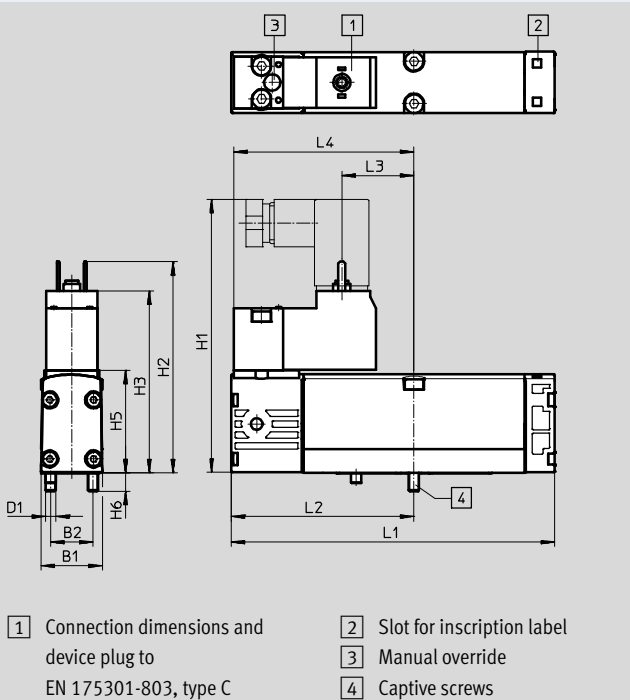 3
1
2
L4
L3
H1
H2
H3
H5
H6
D1
B2
B1
L2
4
L1
1 Connection dimensions and
device plug to
EN 175301-803, type C
2 Slot for inscription label
3 Manual override
4 Captive screws